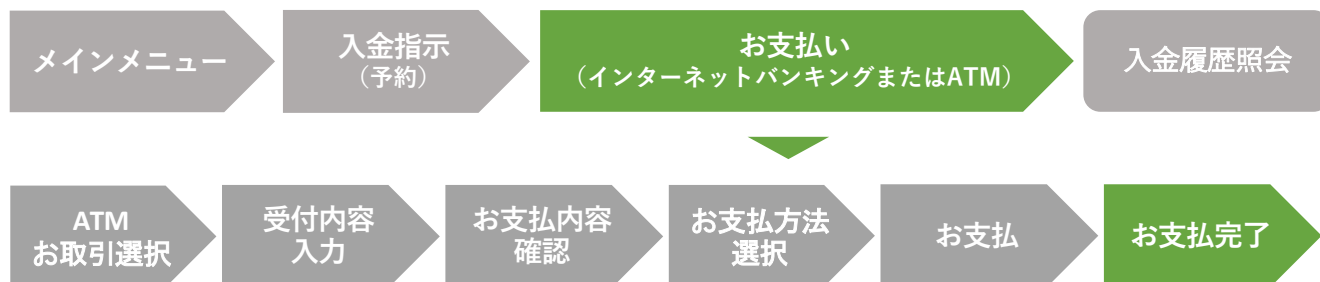 メインメニュー
入金指示
（予約）
お支払い
（インターネットバンキングまたはATM）
入金履歴照会
ATM
お取引選択
受付内容
入力
お支払内容
確認
お支払方法
選択
お支払
お支払完了